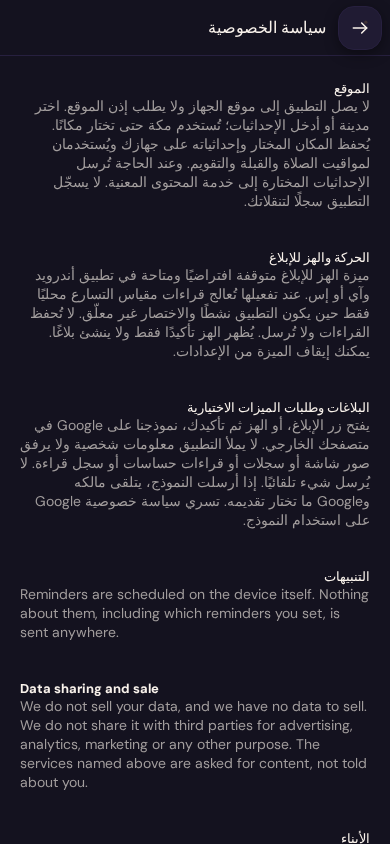 سياسة الخصوصية
الموقع
لا يصل التطبيق إلى موقع الجهاز ولا يطلب إذن الموقع. اختر
مدينة أو أدخل الإحداثيات؛ تُستخدم مكة حتى تختار مكانًا.
يُحفظ المكان المختار وإحداثياته على جهازك ويُستخدمان
لمواقيت الصلاة والقبلة والتقويم. وعند الحاجة تُرسل
الإحداثيات المختارة إلى خدمة المحتوى المعنية. لا يسجّل
التطبيق سجلًا لتنقلاتك.
الحركة والهز للإبلاغ
ميزة الهز للإبلاغ متوقفة افتراضيًا ومتاحة في تطبيق أندرويد
وآي أو إس. عند تفعيلها تُعالج قراءات مقياس التسارع محليًا
فقط حين يكون التطبيق نشطًا والاختصار غير معلّق. لا تُحفظ
القراءات ولا تُرسل. يُظهر الهز تأكيدًا فقط ولا ينشئ بلاغًا.
يمكنك إيقاف الميزة من الإعدادات.
البلاغات وطلبات الميزات الاختيارية
يفتح زر الإبلاغ، أو الهز ثم تأكيدك، نموذجنا على Google في
متصفحك الخارجي. لا يملأ التطبيق معلومات شخصية ولا يرفق
صور شاشة أو سجلات أو قراءات حساسات أو سجل قراءة. لا
يُرسل شيء تلقائيًا. إذا أرسلت النموذج، يتلقى مالكه
وGoogle ما تختار تقديمه. تسري سياسة خصوصية Google
على استخدام النموذج.
التنبيهات
Reminders are scheduled on the device itself. Nothing
about them, including which reminders you set, is
sent anywhere.
Data sharing and sale
We do not sell your data, and we have no data to sell.
We do not share it with third parties for advertising,
analytics, marketing or any other purpose. The
services named above are asked for content, not told
about you.
الأبناء